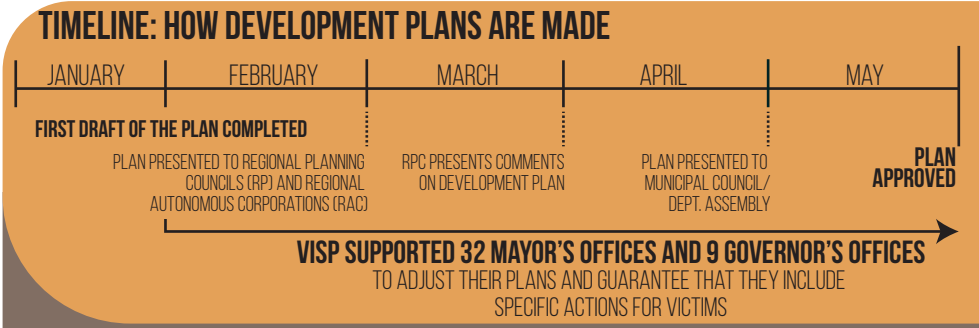 TIMELINE: HOW DEVELOPMENT PLANS ARE MADE
JANUARY FEBRUARY MARCH APRIL MAY
FIRST DRAFT OF THE PLAN COMPLETED
PLAN PRESENTED TO REGIONAL PLANNING
COUNCILS (RP) AND REGIONAL
AUTONOMOUS CORPORATIONS (RAC)
RPC PRESENTS COMMENTS
ON DEVELOPMENT PLAN
PLAN PRESENTED TO
MUNICIPAL COUNCIL/
DEPT. ASSEMBLY
PLAN
APPROVED
VISP SUPPORTED 32 MAYOR'S OFFICES AND 9 GOVERNOR'S OFFICES
TO ADJUST THEIR PLANS AND GUARANTEE THAT THEY INCLUDE
SPECIFIC ACTIONS FOR VICTIMS